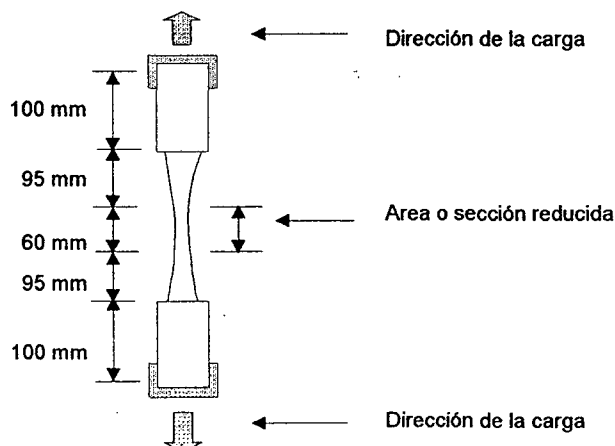 Dirección de la carga
100 mm
95 mm
Area o sección reducida
60 mm
95 mm
100 mm
Dirección de la carga